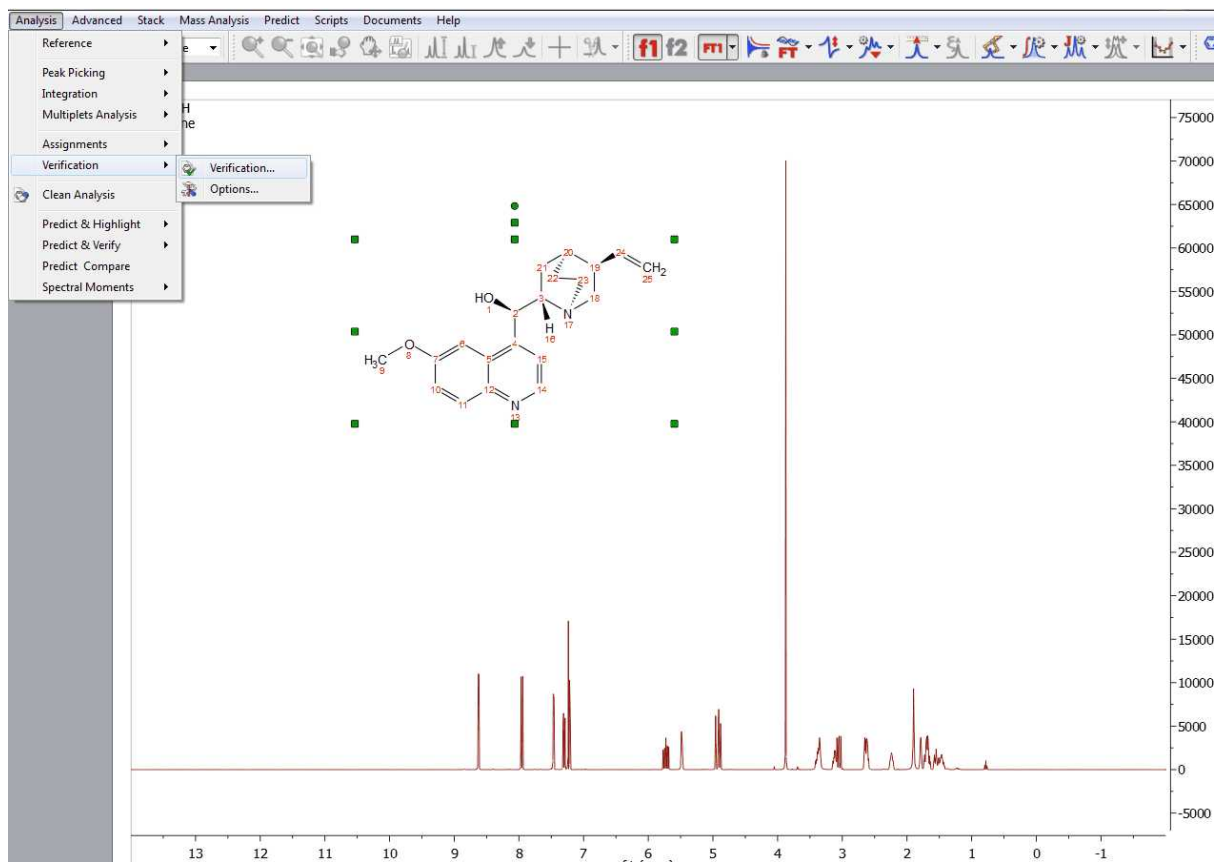 Analysis Advanced Stack Mass Analysis Predict Scripts Documents Help
Reference
Peak Picking
Integration
Multiplets Analysis
Assignments
Verification
Clean Analysis
Predict & Highlight
Predict & Verify
Predict Compare
Spectral Moments
Verification...
Options...
f1 f2 FT1 FT
H
ne
20 24
21 19 CH2
22 23 25
3 18
HO N
1 2 17
H
16
O 6 4
8 7 5 15
H3C
9
10 12 14
11 N
13
75000
70000
65000
60000
55000
50000
45000
40000
35000
30000
25000
20000
15000
10000
5000
0
-5000
13 12 11 10 9 8 7 6 5 4 3 2 1 0 -1